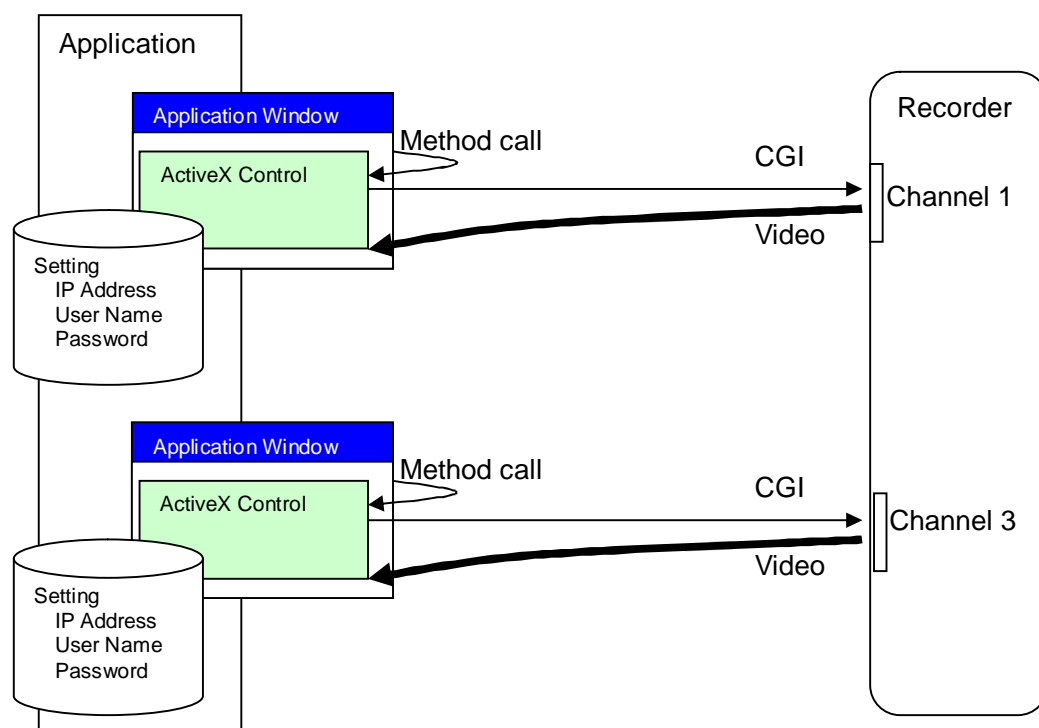 Application
Application Window
Method call
ActiveX Control
CGI
Video
Setting
IP Address
User Name
Password
Recorder
Channel 1
Application Window
Method call
ActiveX Control
CGI
Video
Setting
IP Address
User Name
Password
Channel 3